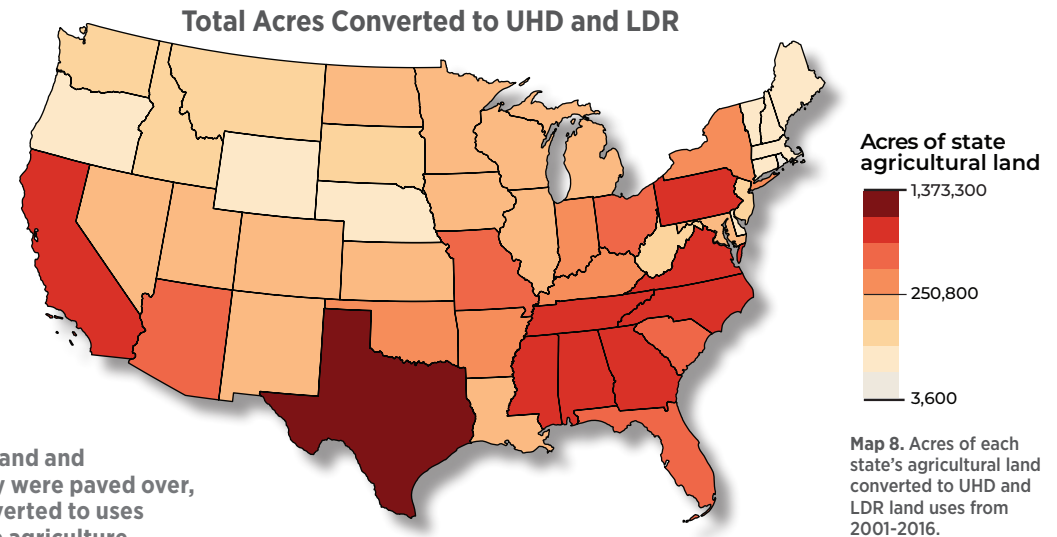 Total Acres Converted to UHD and LDR
Acres of state
agricultural land
1,373,300
250,800
3,600
and and
were paved over,
verted to uses
agriculture
Map 8. Acres of each
state's agricultural land
converted to UHD and
LDR land uses from
2001-2016.